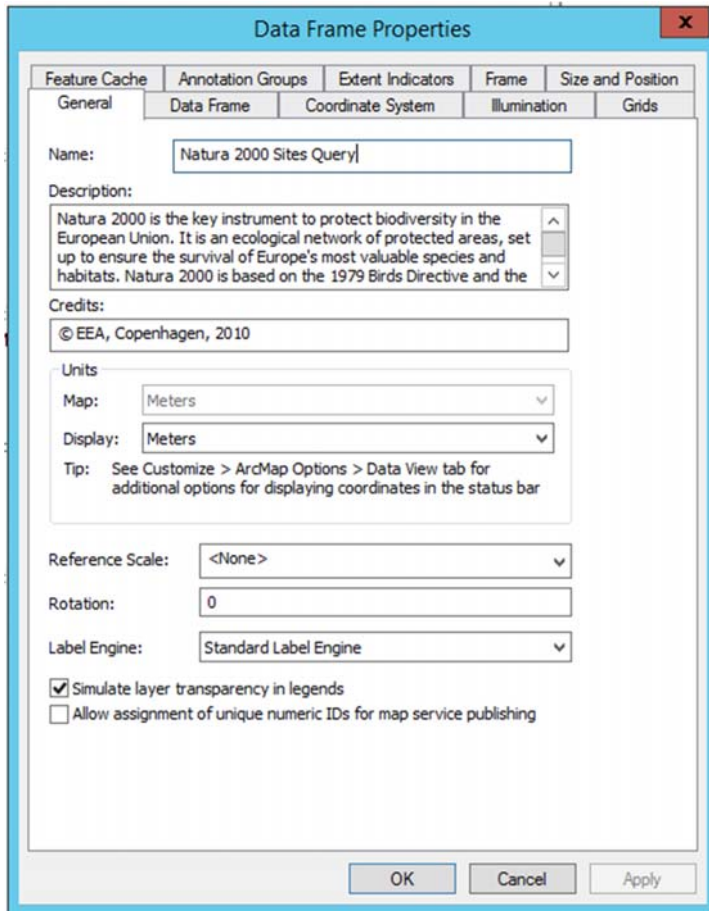 Data Frame Properties
x
Feature Cache
Annotation Groups
Extent Indicators
Frame
Size and Position
General
Data Frame
Coordinate System
Illumination
Grids
Name:
Natura 2000 Sites Query
Description:
Natura 2000 is the key instrument to protect biodiversity in the
European Union. It is an ecological network of protected areas, set
up to ensure the survival of Europe's most valuable species and
habitats. Natura 2000 is based on the 1979 Birds Directive and the
Credits:
© EEA, Copenhagen, 2010
Units
Map:
Meters
Display:
Meters
Tip:
See Customize > ArcMap Options > Data View tab for
additional options for displaying coordinates in the status bar
Reference Scale:
<None>
Rotation:
0
Label Engine:
Standard Label Engine
Simulate layer transparency in legends
Allow assignment of unique numeric IDs for map service publishing
OK
Cancel
Apply